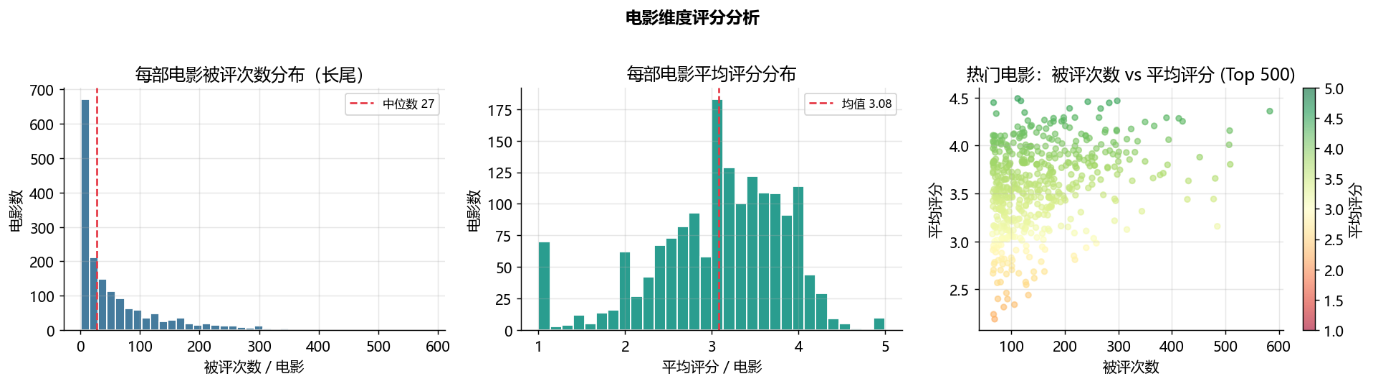 电影维度评分分析
每部电影被评次数分布（长尾）
700
600
500
400
300
200
100
0
电影数
中位数 27
0 100 200 300 400 500 600
被评次数 / 电影
每部电影平均评分分布
175
150
125
100
75
50
25
0
电影数
均值 3.08
1 2 3 4 5
平均评分 / 电影
热门电影：被评次数 vs 平均评分 (Top 500)
4.5
4.0
3.5
3.0
2.5
平均评分
100 200 300 400 500 600
被评次数
5.0
4.5
4.0
3.5
3.0
2.5
2.0
1.5
1.0
平均评分